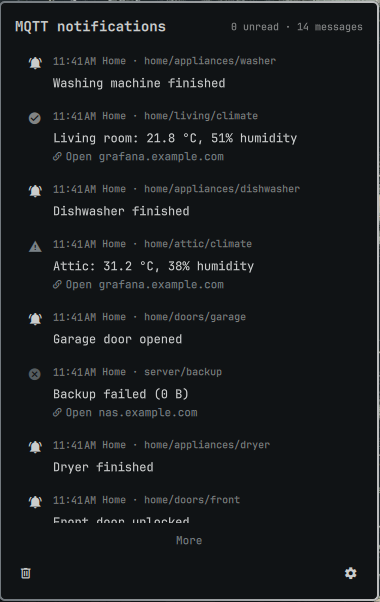 MQTT notifications
0 unread · 14 messages
11:41AM Home · home/appliances/washer
Washing machine finished
11:41AM Home · home/living/climate
Living room: 21.8 °C, 51% humidity
Open grafana.example.com
11:41AM Home · home/appliances/dishwasher
Dishwasher finished
11:41AM Home · home/attic/climate
Attic: 31.2 °C, 38% humidity
Open grafana.example.com
11:41AM Home · home/doors/garage
Garage door opened
11:41AM Home · server/backup
Backup failed (0 B)
Open nas.example.com
11:41AM Home · home/appliances/dryer
Dryer finished
11:41AM Home · home/doors/front
Front door unlocked
More